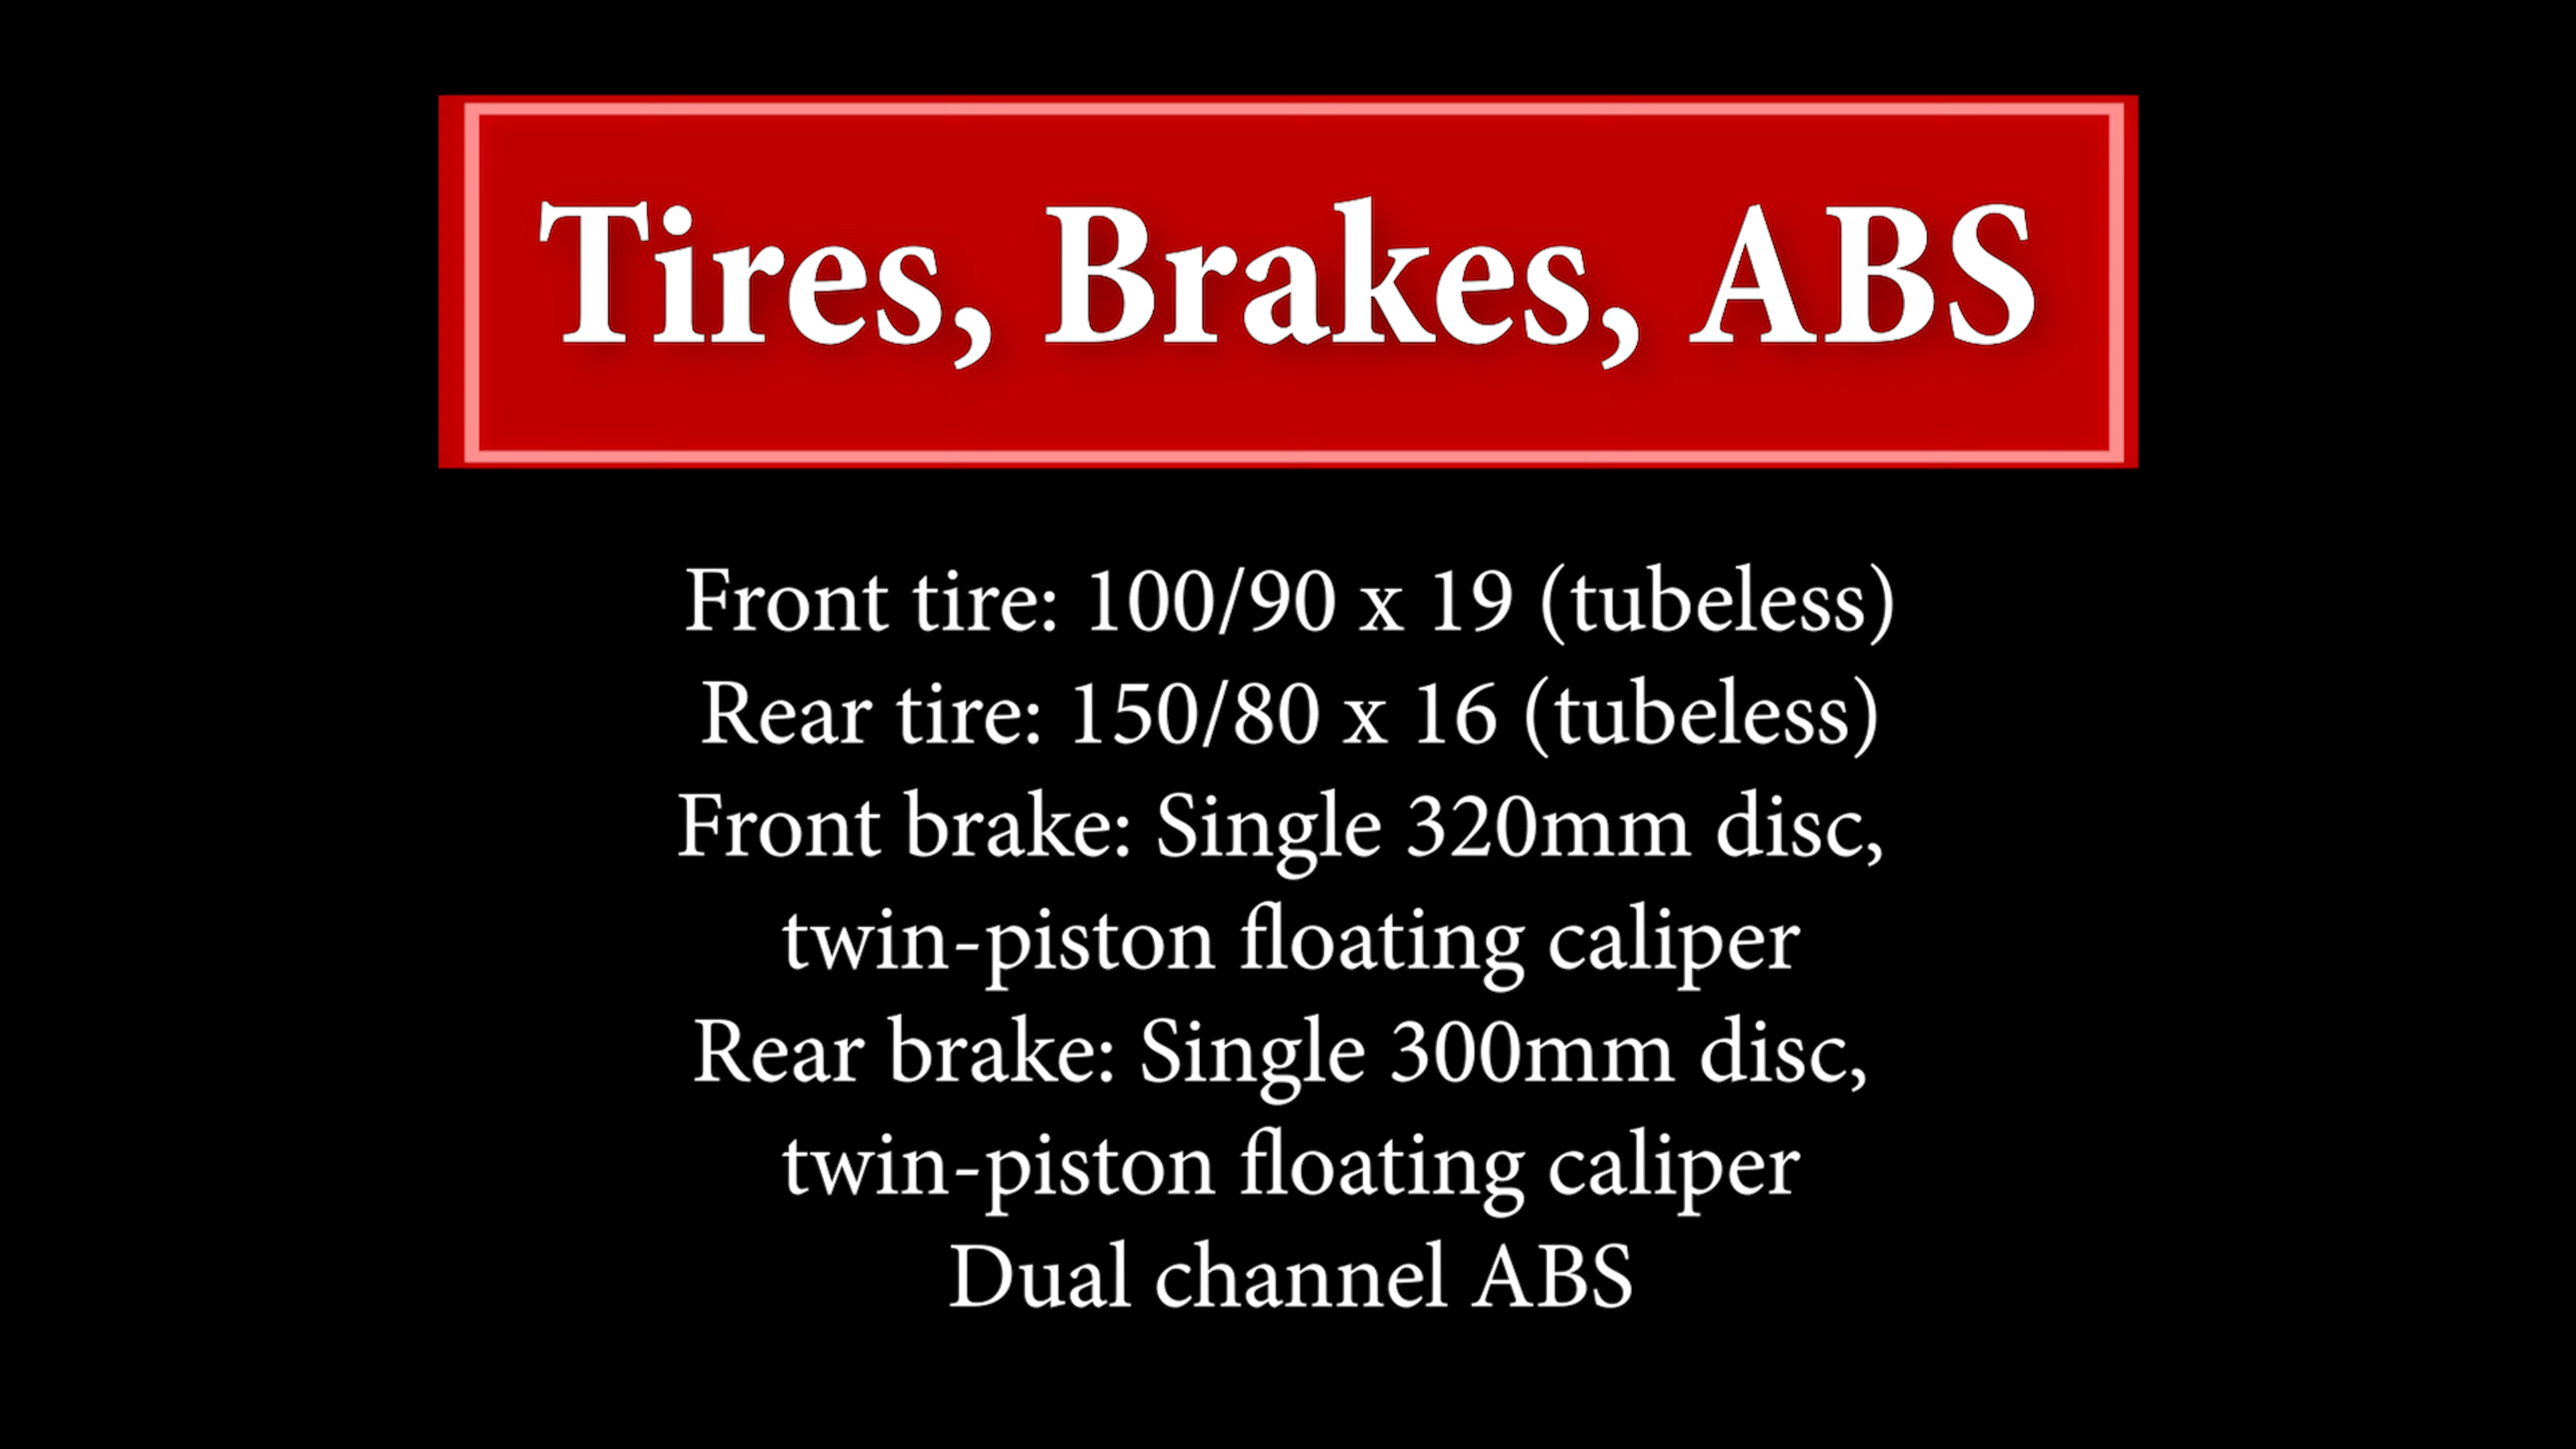 Tires, Brakes, ABS
Front tire: 100/90 x 19 (tubeless)
Rear tire: 150/80 x 16 (tubeless)
Front brake: Single 320mm disc,
twin-piston floating caliper
Rear brake: Single 300mm disc,
twin-piston floating caliper
Dual channel ABS